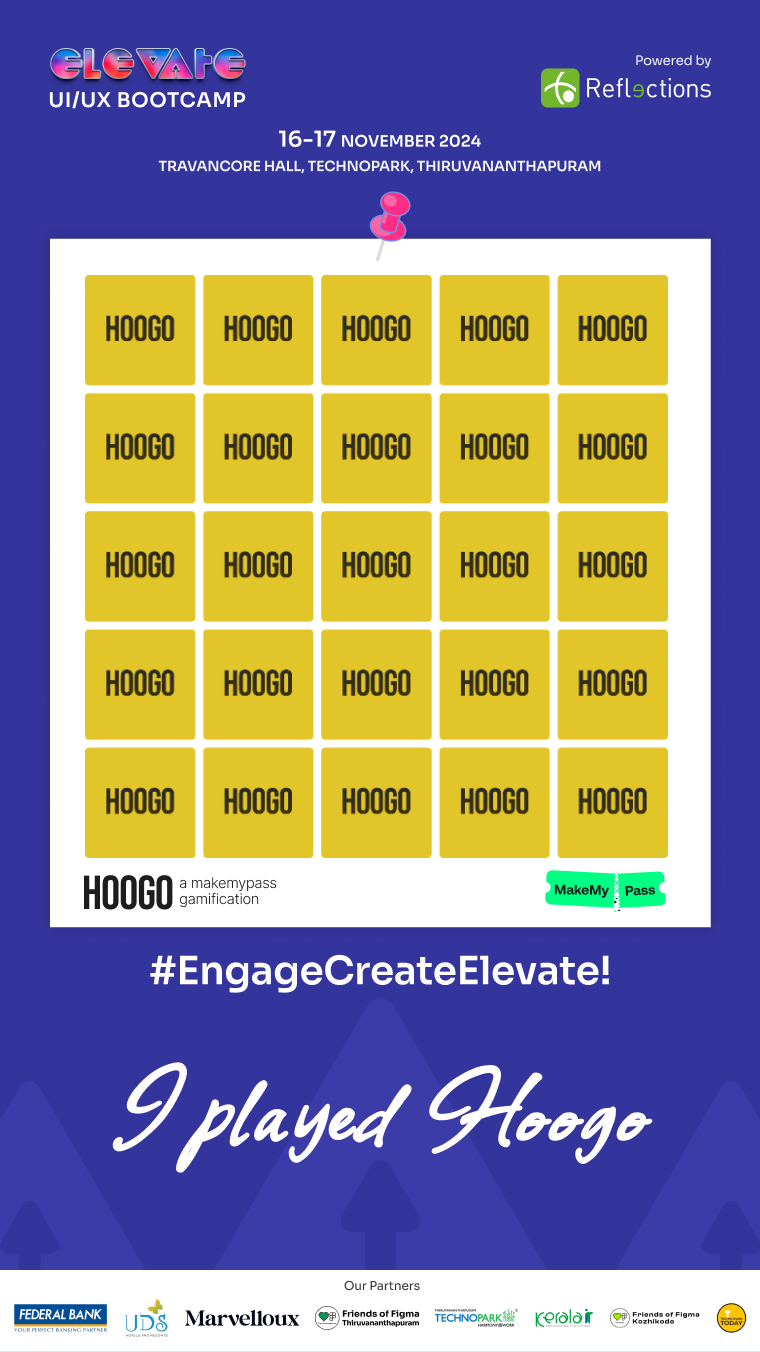 ELEVATE
UI/UX BOOTCAMP
Powered by
Reflections
16-17 NOVEMBER 2024
TRAVANCORE HALL, TECHNOPARK, THIRUVANANTHAPURAM
HOOGO HOOGO HOOGO HOOGO HOOGO
HOOGO HOOGO HOOGO HOOGO HOOGO
HOOGO HOOGO HOOGO HOOGO HOOGO
HOOGO HOOGO HOOGO HOOGO HOOGO
HOOGO HOOGO HOOGO HOOGO HOOGO
HOOGO a makemypass
gamification
MakeMy Pass
#EngageCreateElevate!
I played Hoogo
Our Partners
FEDERAL BANK
YOUR PERFECT BANKING PARTNER
UDS
HOTELS AND RESORTS
Marvelloux
Friends of Figma
Thiruvananthapuram
TECHNOPARK
HARMONY@WORK
Friends of Figma
Kozhikode
TODAY